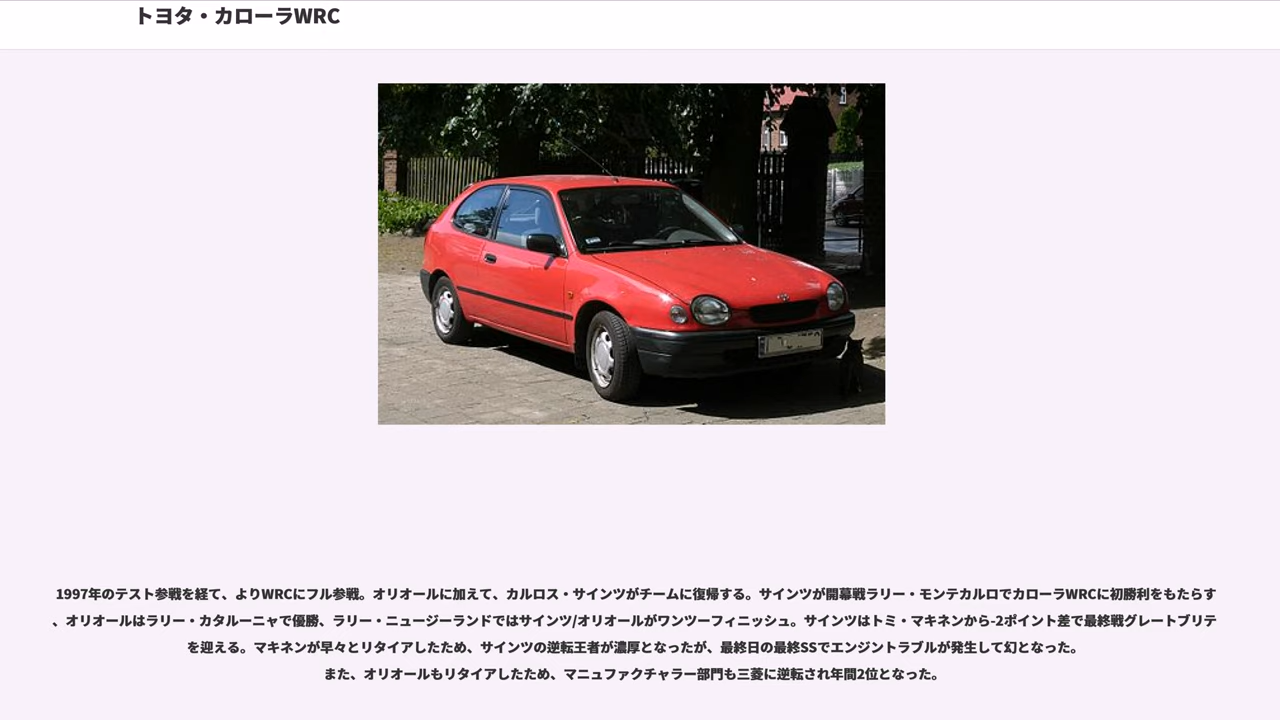 トヨタ・カローラWRC
1997年のテスト参戦を経て、よりWRCにフル参戦。オリオールに加えて、カルロス・サインツがチームに復帰する。サインツが開幕戦ラリー・モンテカルロでカローラWRCに初勝利をもたらす
、オリオールはラリー・カタルーニャで優勝、ラリー・ニュージーランドではサインツ/オリオールがワンツーフィニッシュ。サインツはトミ・マキネンから-2ポイント差で最終戦グレートブリテ
を迎える。マキネンが早々とリタイアしたため、サインツの逆転王者が濃厚となったが、最終日の最終SSでエンジントラブルが発生して幻となった。
また、オリオールもリタイアしたため、マニュファクチャラー部門も三菱に逆転され年間2位となった。